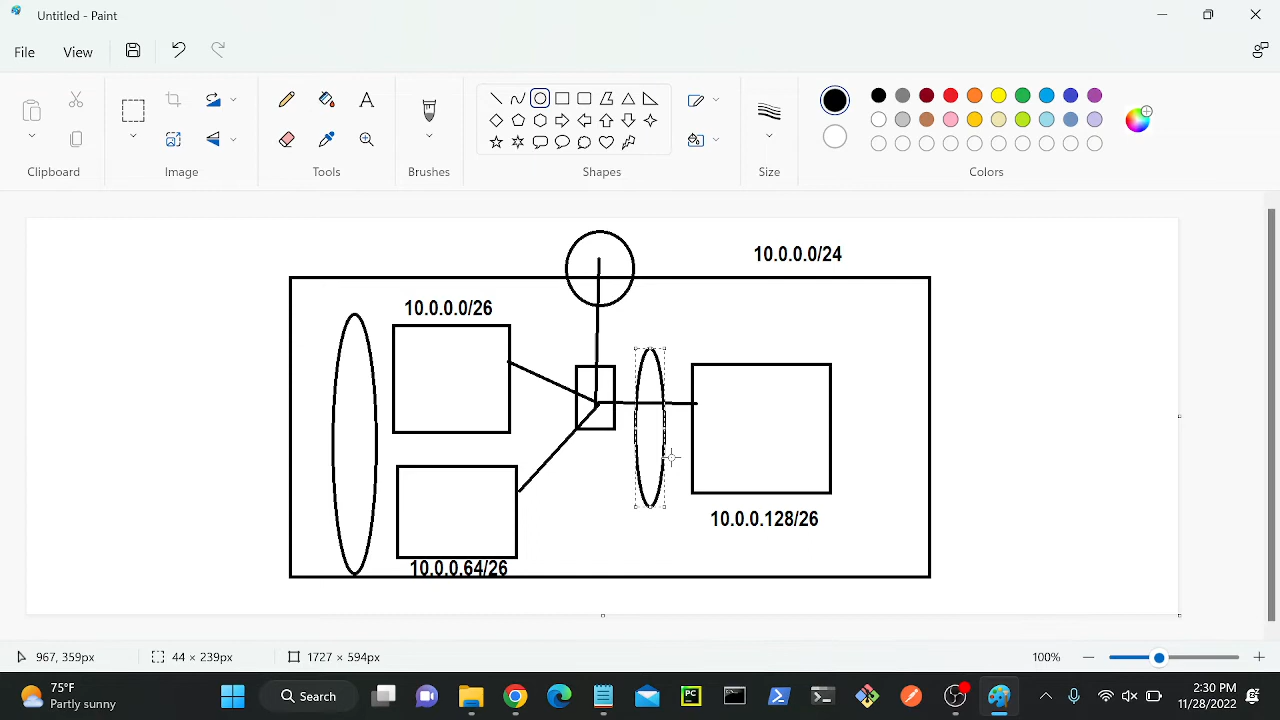 Untitled - Paint
File
View
Clipboard
Image
Tools
Brushes
Shapes
Size
Colors
10.0.0.0/24
10.0.0.0/26
10.0.0.128/26
10.0.0.64/26
967, 359px
44 × 239px
1727 × 594px
100%
75°F
Partly sunny
Search
PC
2:30 PM
11/28/2022